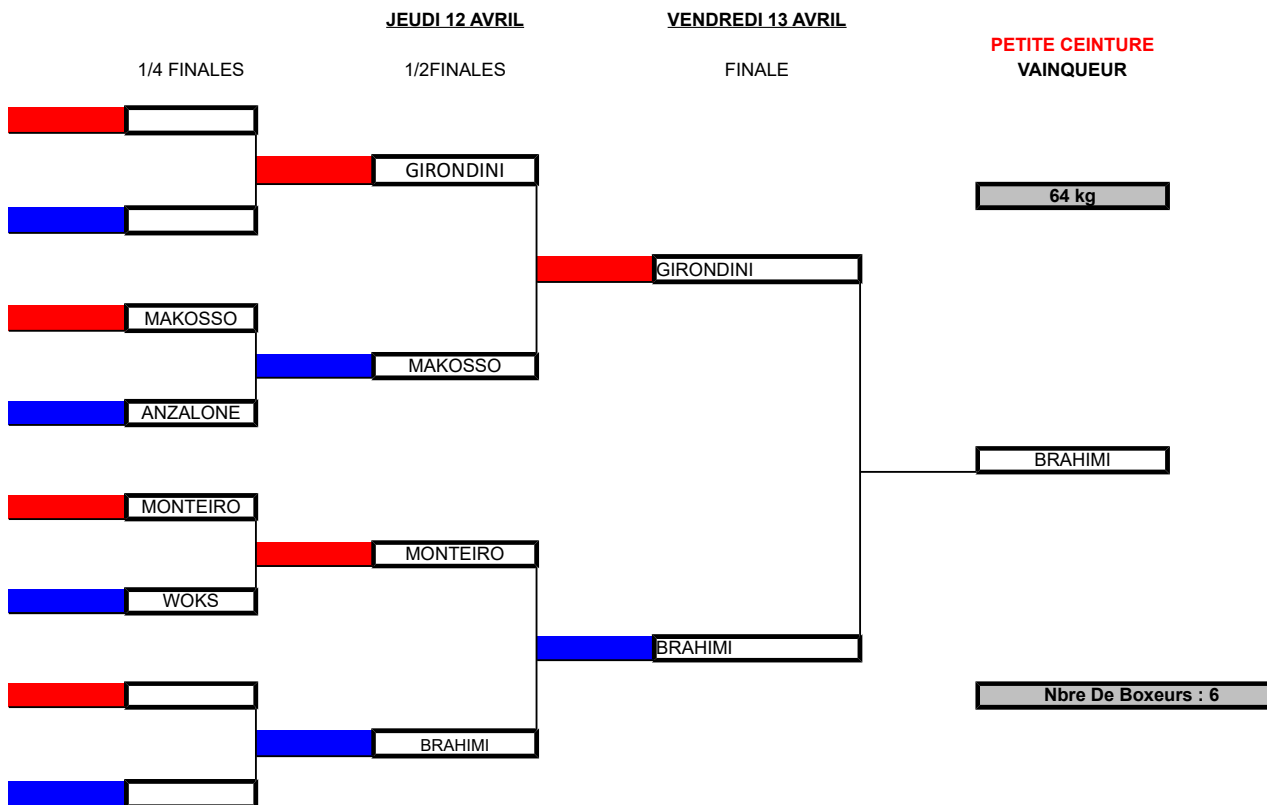 JEUDI 12 AVRIL
VENDREDI 13 AVRIL
PETITE CEINTURE
1/4 FINALES
1/2FINALES
FINALE
VAINQUEUR
GIRONDINI
64 kg
GIRONDINI
MAKOSSO
MAKOSSO
ANZALONE
BRAHIMI
MONTEIRO
MONTEIRO
WOKS
BRAHIMI
Nbre De Boxeurs : 6
BRAHIMI